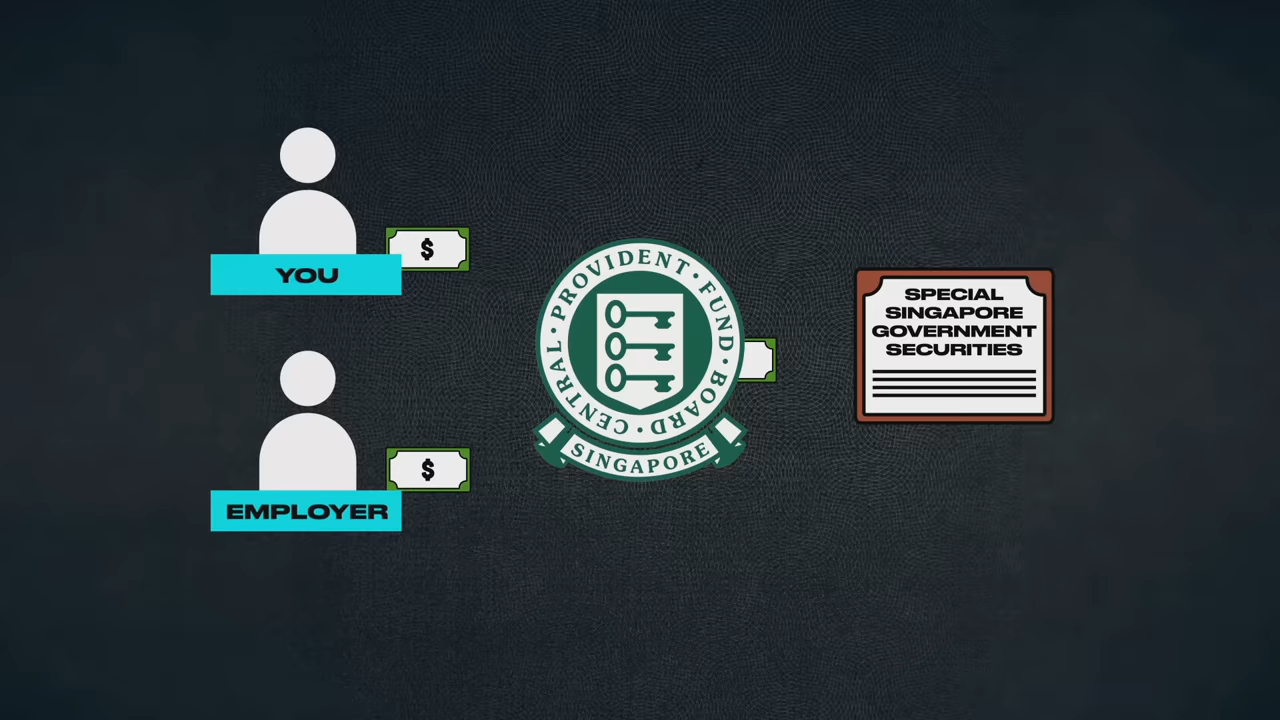 YOU
$
EMPLOYER
$
CENTRAL · PROVIDENT · FUND · BOARD ·
SINGAPORE
SPECIAL
SINGAPORE
GOVERNMENT
SECURITIES